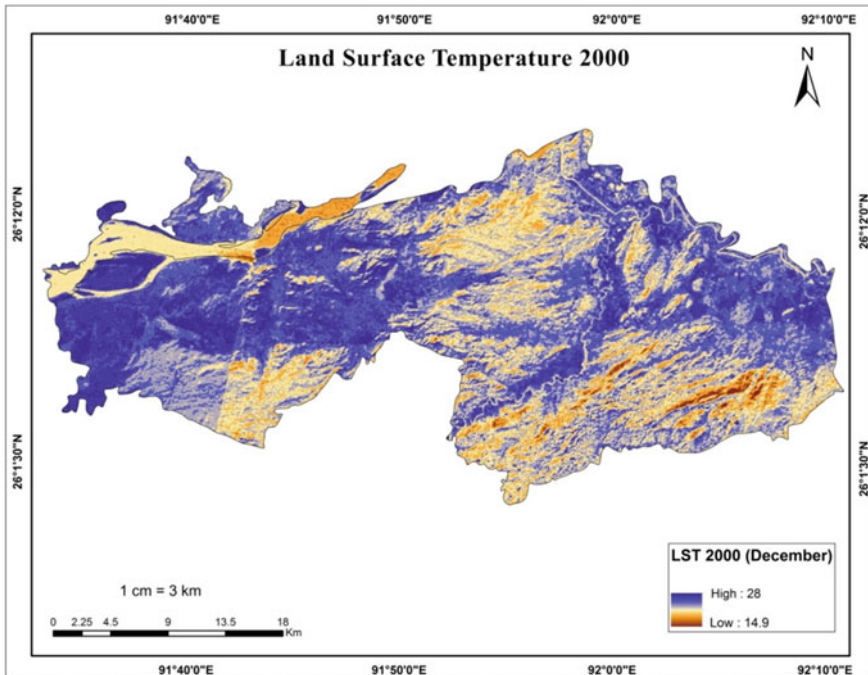 91°40'0"E 91°50'0"E 92°0'0"E 92°10'0"E
Land Surface Temperature 2000
N
26°12'0"N 26°12'0"N
26°1'30"N 26°1'30"N
LST 2000 (December)
High : 28
Low : 14.9
1 cm = 3 km
0 2.25 4.5 9 13.5 18
Km
91°40'0"E 91°50'0"E 92°0'0"E 92°10'0"E